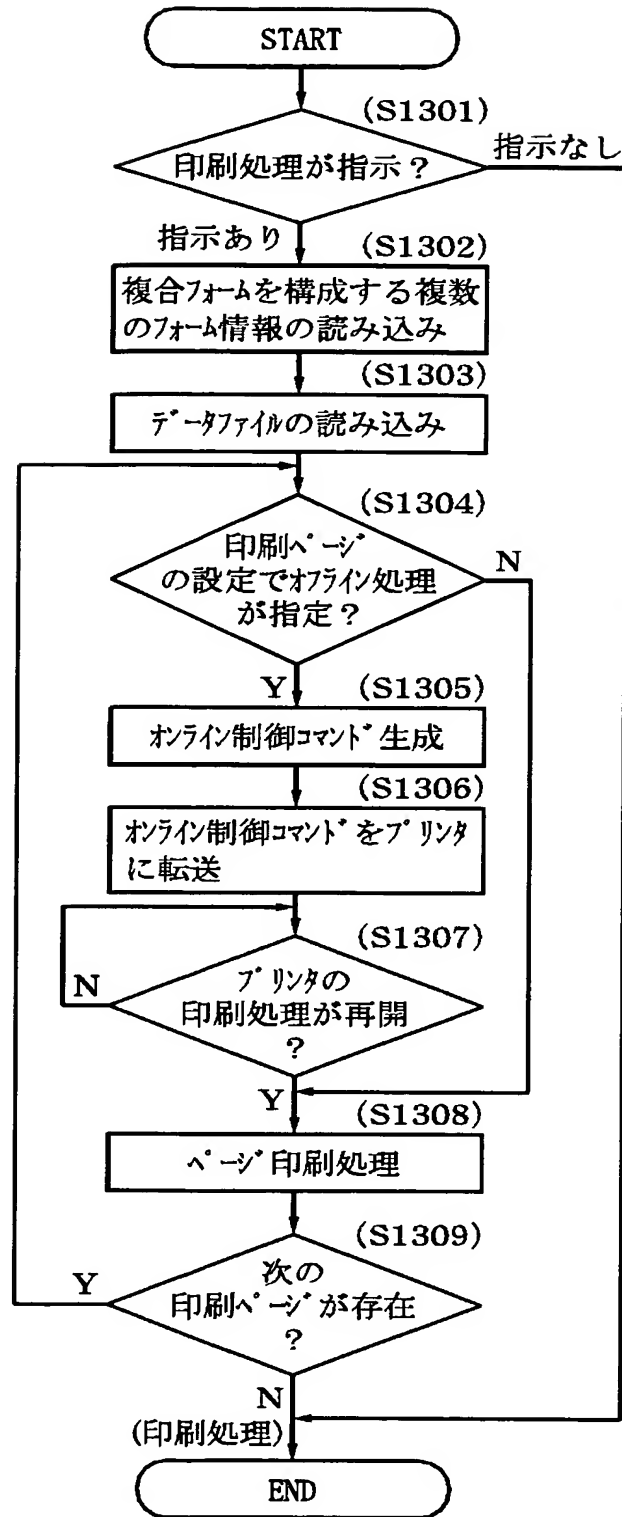 START
(S1301)
印刷処理が指示？
指示なし
指示あり
(S1302)
複合フォームを構成する複数
のフォーム情報の読み込み
(S1303)
データファイルの読み込み
(S1304)
印刷ページ
の設定でオフライン処理
が指定？
N
Y
(S1305)
オンライン制御コマンド生成
(S1306)
オンライン制御コマンドをプリンタ
に転送
(S1307)
プリンタの
印刷処理が再開
？
N
Y
(S1308)
ページ印刷処理
(S1309)
次の
印刷ページが存在
？
Y
N
(印刷処理)
END